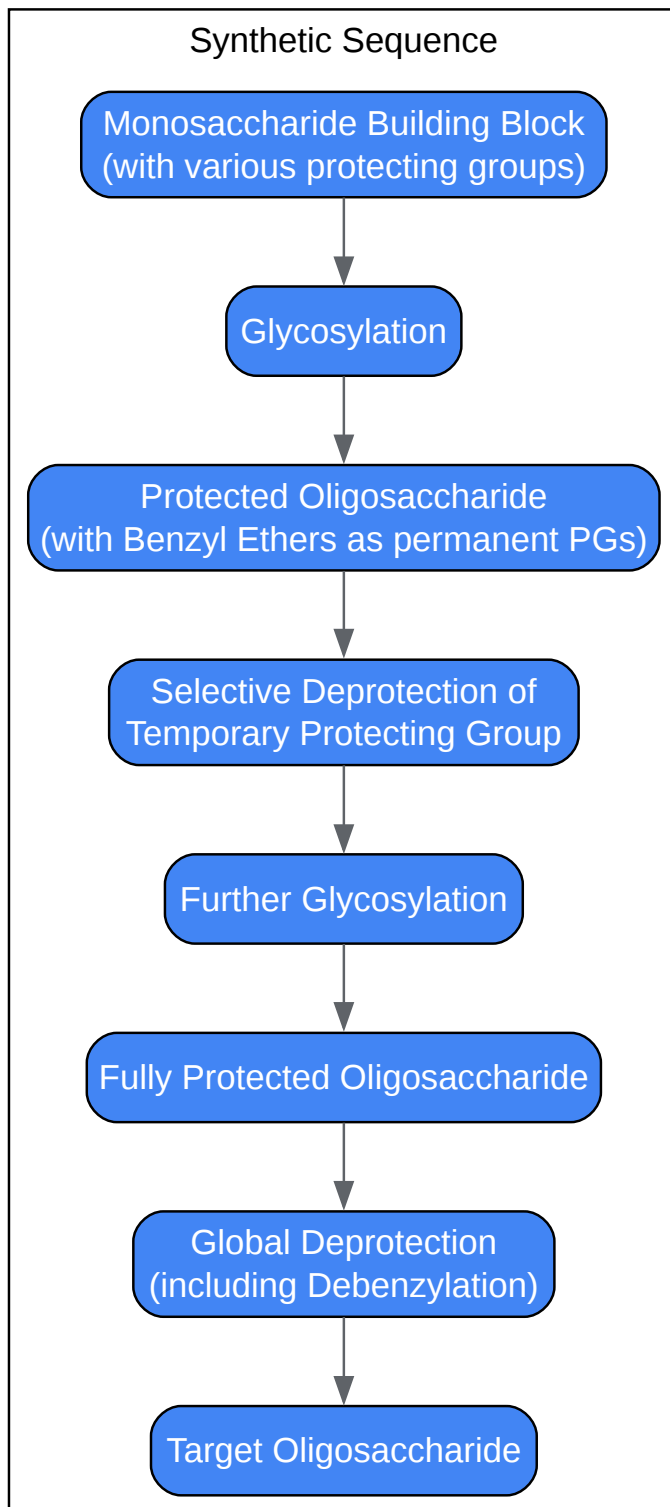 Synthetic Sequence
Monosaccharide Building Block
(with various protecting groups)
Glycosylation
Protected Oligosaccharide
(with Benzyl Ethers as permanent PGs)
Selective Deprotection of
Temporary Protecting Group
Further Glycosylation
Fully Protected Oligosaccharide
Global Deprotection
(including Debenzylation)
Target Oligosaccharide